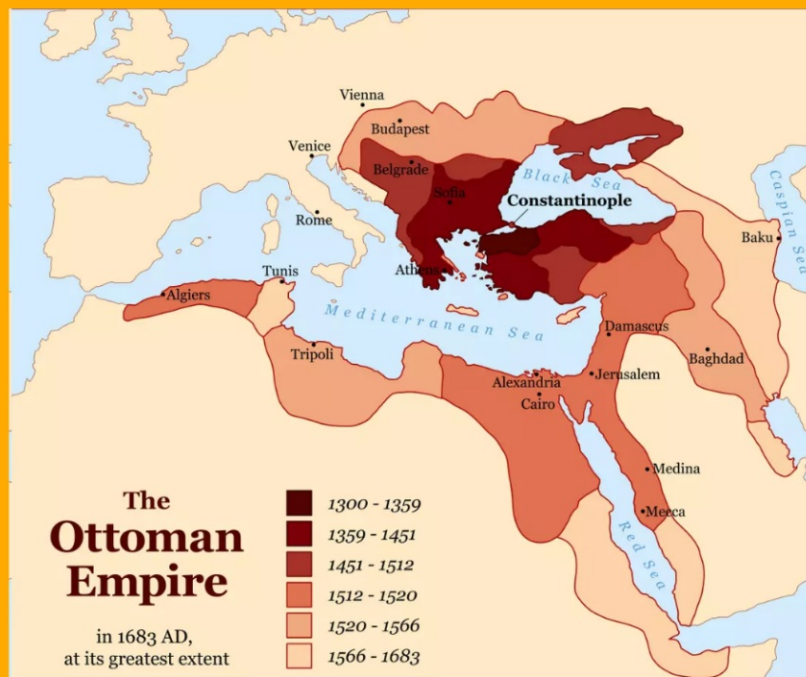 Vienna
Budapest
Venice
Belgrade
Black Sea
Sofia
Constantinople
Caspian Sea
Rome
Baku
Athens
Tunis
Algiers
Mediterranean Sea
Damascus
Tripoli
Baghdad
Alexandria
Jerusalem
Cairo
Medina
Mecca
Red Sea
The
Ottoman
Empire
in 1683 AD,
at its greatest extent
1300 - 1359
1359 - 1451
1451 - 1512
1512 - 1520
1520 - 1566
1566 - 1683